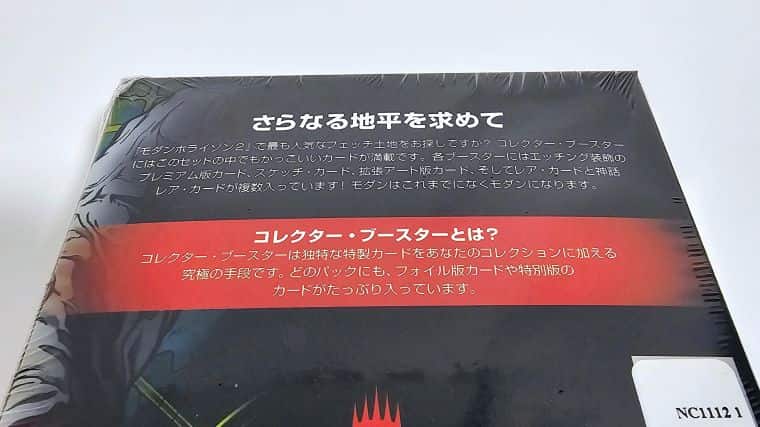 さらなる地平を求めて
『モダンホライゾン2』で最も人気なフェッチ土地をお探しですか? コレクター・ブースター
にはこのセットの中でもかっこいいカードが満載です。各ブースターにはエッチング装飾の
プレミアム版カード、スケッチ・カード、拡張アート版カード、そしてレア・カードと神話
レア・カードが複数入っています! モダンはこれまでになくモダンになります。
コレクター・ブースターとは?
コレクター・ブースターは独特な特製カードをあなたのコレクションに加える
究極の手段です。どのパックにも、フォイル版カードや特別版の
カードがたっぷり入っています。
NC1112 1